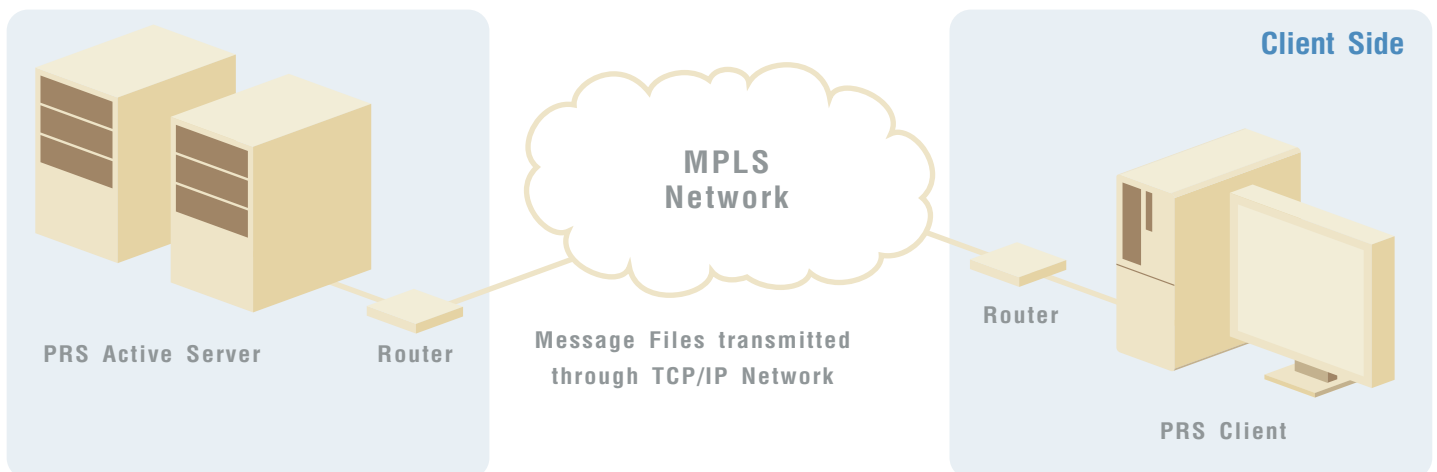 Client Side
MPLS
Network
PRS Active Server
Router
Message Files transmitted
through TCP/IP Network
Router
PRS Client